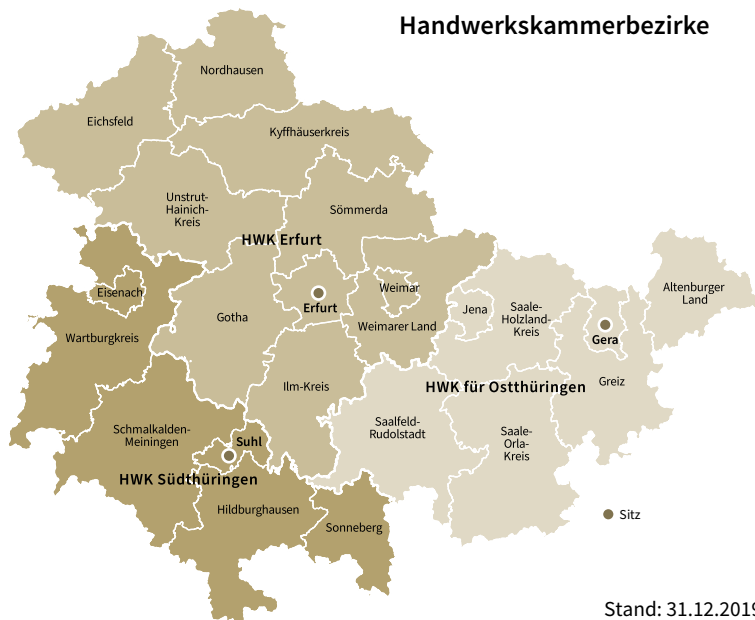 Handwerkskammerbezirke
Nordhausen
Eichsfeld
Kyffhäuserkreis
Unstrut-
Hainich-
Kreis
Sömmerda
HWK Erfurt
Eisenach
Erfurt
Weimar
Gotha
Weimarer Land
Wartburgkreis
Jena
Saale-
Holzland-
Kreis
Gera
Altenburger
Land
Ilm-Kreis
HWK für Ostthüringen
Greiz
Schmalkalden-
Meiningen
Suhl
Saalfeld-
Rudolstadt
Saale-
Orla-
Kreis
HWK Südthüringen
Hildburghausen
Sonneberg
Sitz
Stand: 31.12.2019